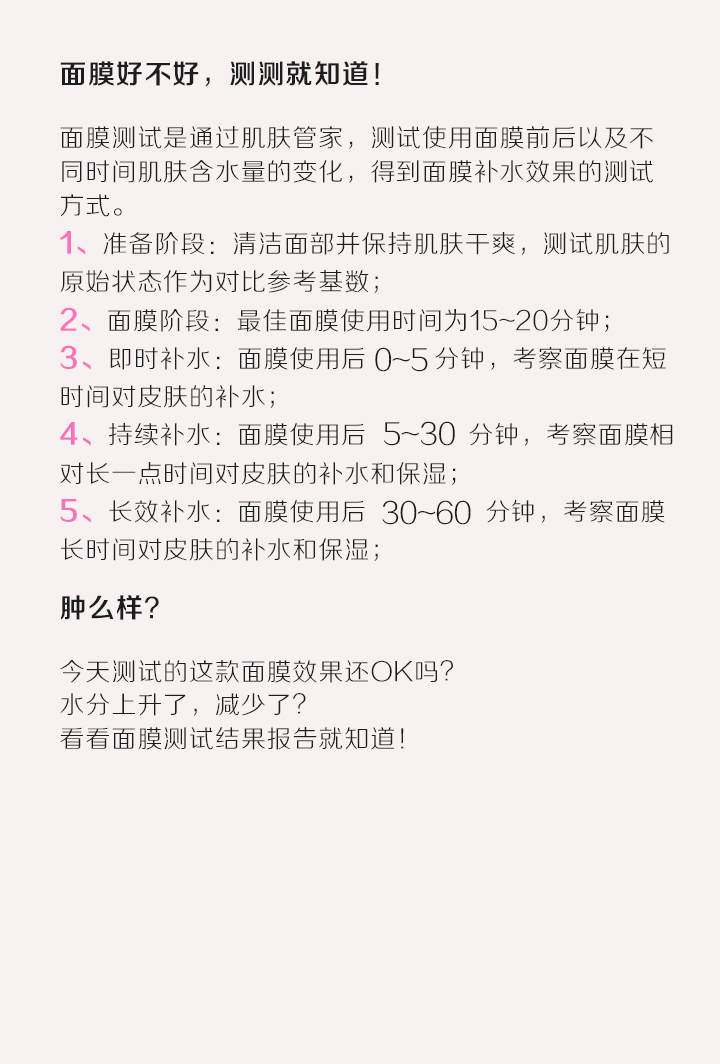 面膜好不好，测测就知道！
面膜测试是通过肌肤管家，测试使用面膜前后以及不
同时间肌肤含水量的变化，得到面膜补水效果的测试
方式。
1、准备阶段：清洁面部并保持肌肤干爽，测试肌肤的
原始状态作为对比参考基数；
2、面膜阶段：最佳面膜使用时间为15~20分钟；
3、即时补水：面膜使用后 0~5 分钟，考察面膜在短
时间对皮肤的补水；
4、持续补水：面膜使用后 5~30 分钟，考察面膜相
对长一点时间对皮肤的补水和保湿；
5、长效补水：面膜使用后 30~60 分钟，考察面膜
长时间对皮肤的补水和保湿；
肿么样？
今天测试的这款面膜效果还OK吗？
水分上升了，减少了？
看看面膜测试结果报告就知道！